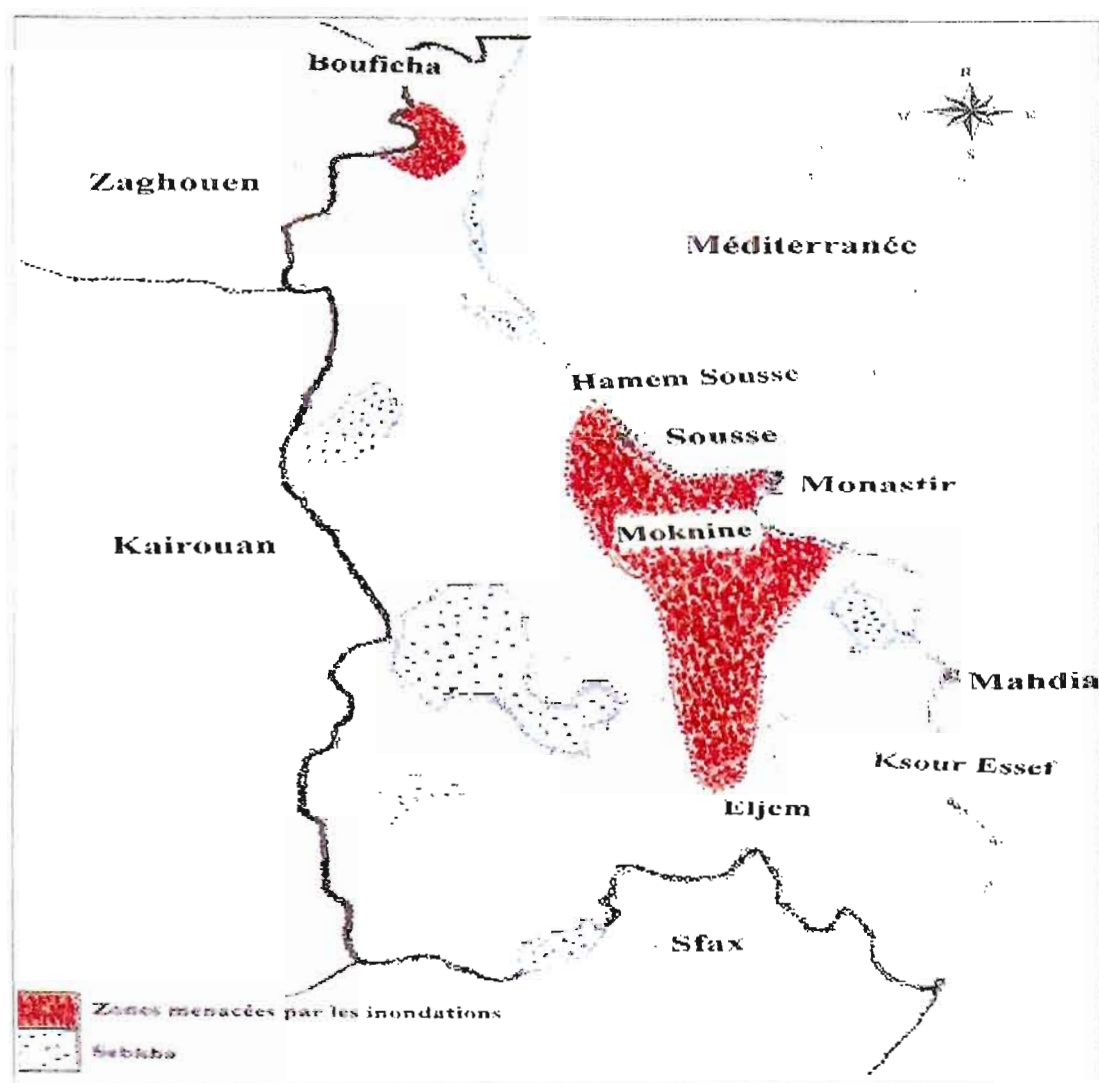 Bouficha
N
E
S
Zaghouen
Méditerranée
Hamem Sousse
Sousse
Monastir
Moknine
Kairouan
Mahdia
Ksour Essef
Eljem
Sfax
Zones menacées par les inondations
Sebkha